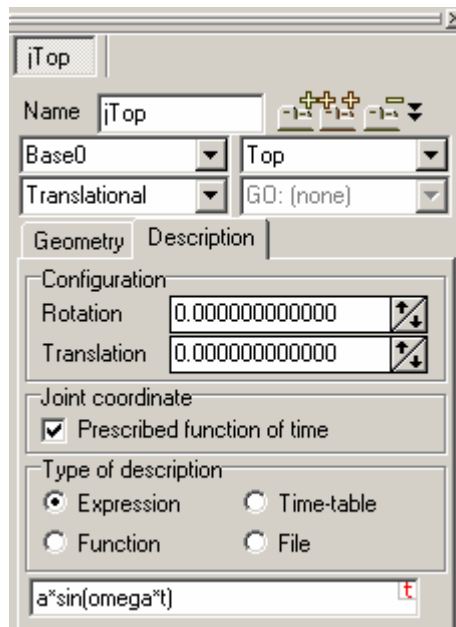 jTop
Name jTop
Base0 Top
Translational GO: (none)
Geometry Description
Configuration
Rotation 0.000000000000
Translation 0.000000000000
Joint coordinate
Prescribed function of time
Type of description
Expression Time-table
Function File
a*sin(omega*t) t